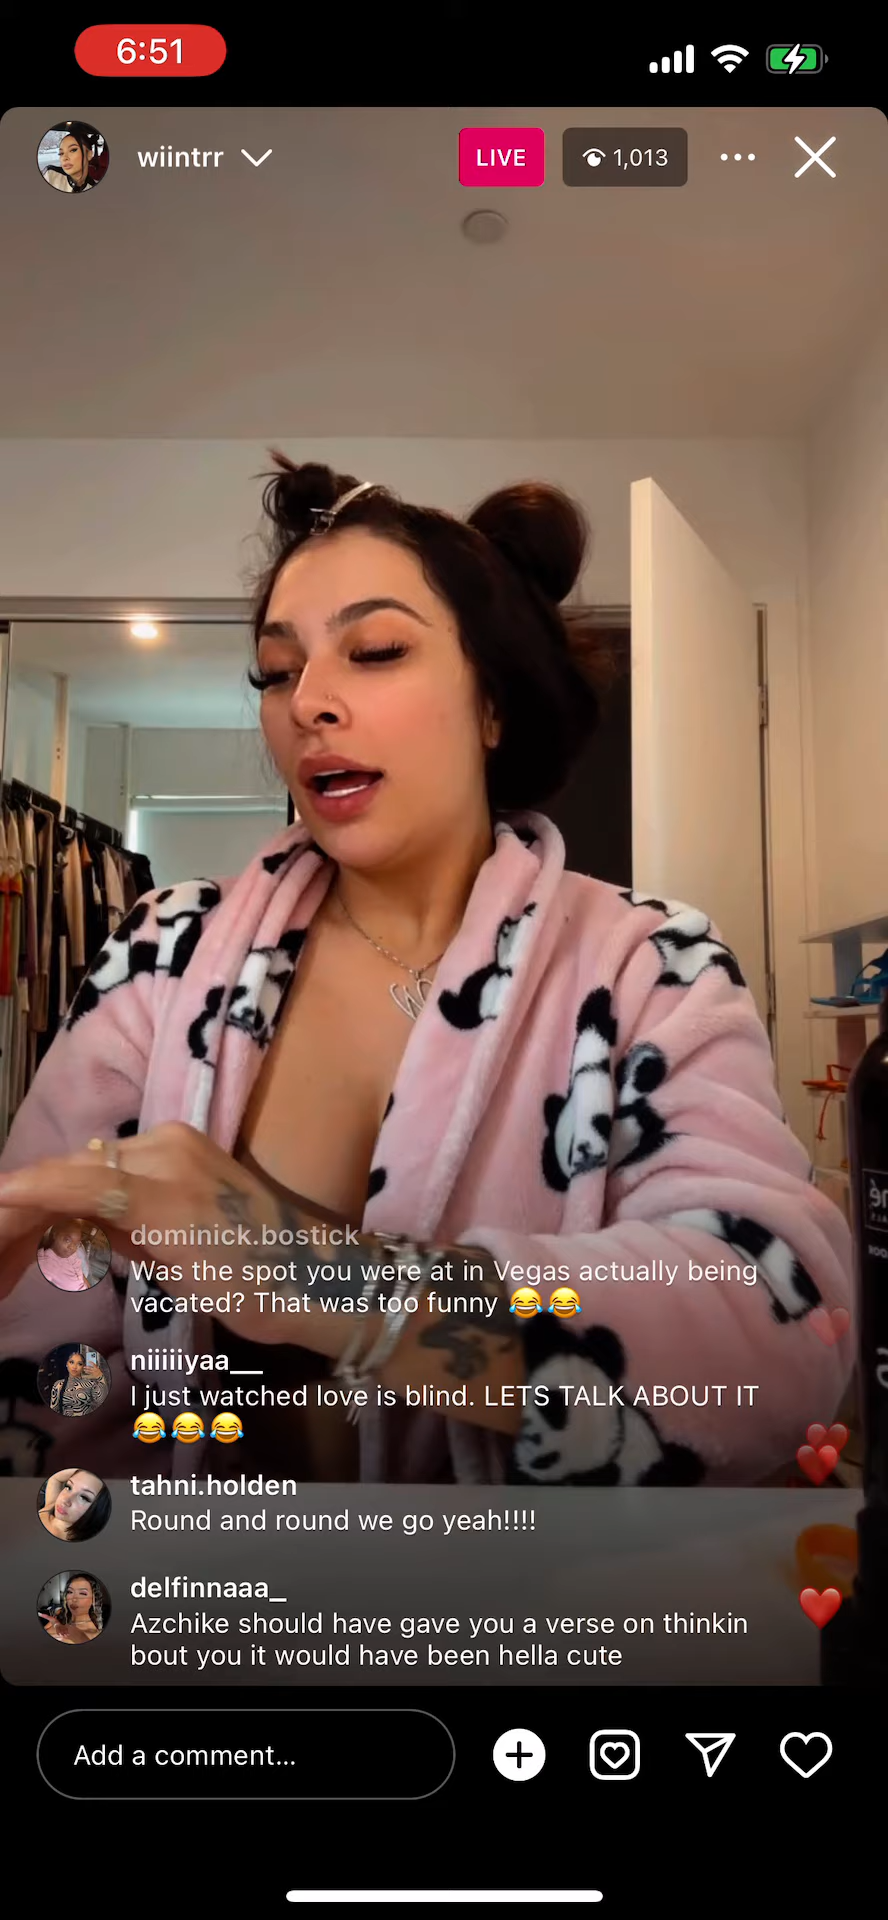 6:51
wiintrr
LIVE
1,013
dominick.bostick
Was the spot you were at in Vegas actually being
vacated? That was too funny 😂😂
niiiiiyaa__
I just watched love is blind. LETS TALK ABOUT IT
😂😂😂
tahni.holden
Round and round we go yeah!!!!
delfinnaaa_
Azchike should have gave you a verse on thinkin
bout you it would have been hella cute
Add a comment...